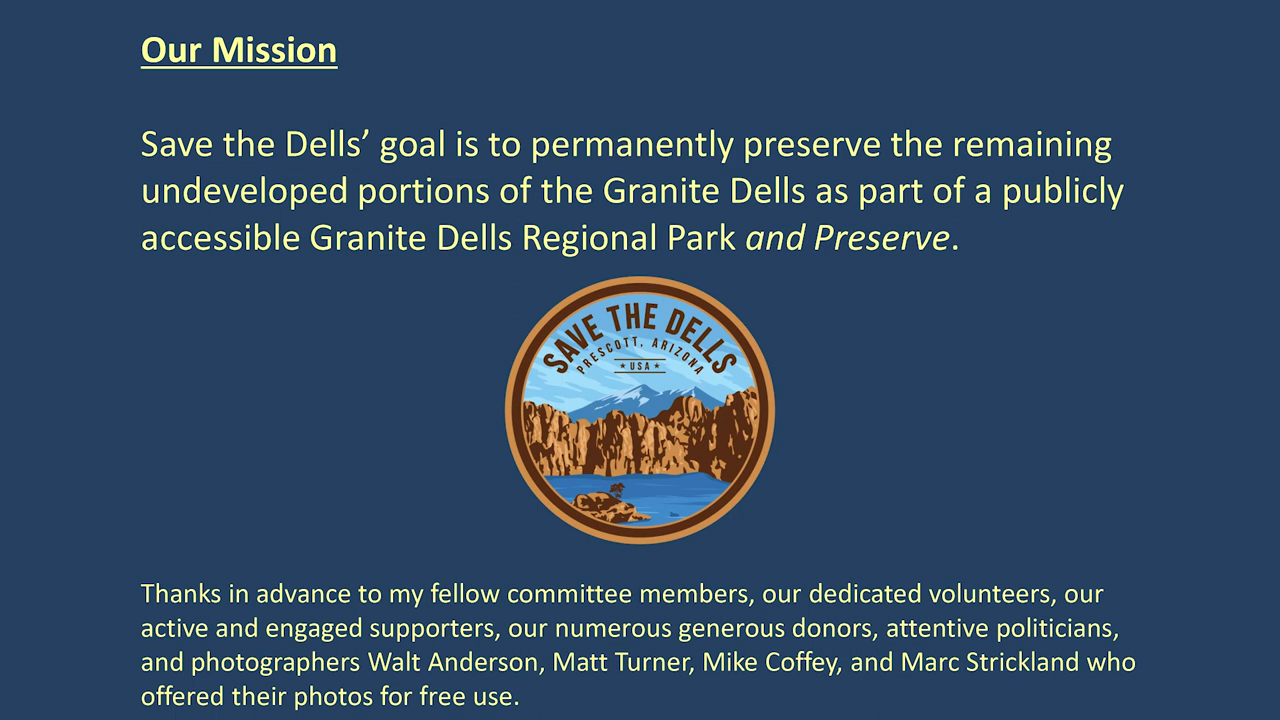 Our Mission
Save the Dells’ goal is to permanently preserve the remaining
undeveloped portions of the Granite Dells as part of a publicly
accessible Granite Dells Regional Park and Preserve.
SAVE THE DELLS
PRESCOTT, ARIZONA
★ USA ★
Thanks in advance to my fellow committee members, our dedicated volunteers, our
active and engaged supporters, our numerous generous donors, attentive politicians,
and photographers Walt Anderson, Matt Turner, Mike Coffey, and Marc Strickland who
offered their photos for free use.